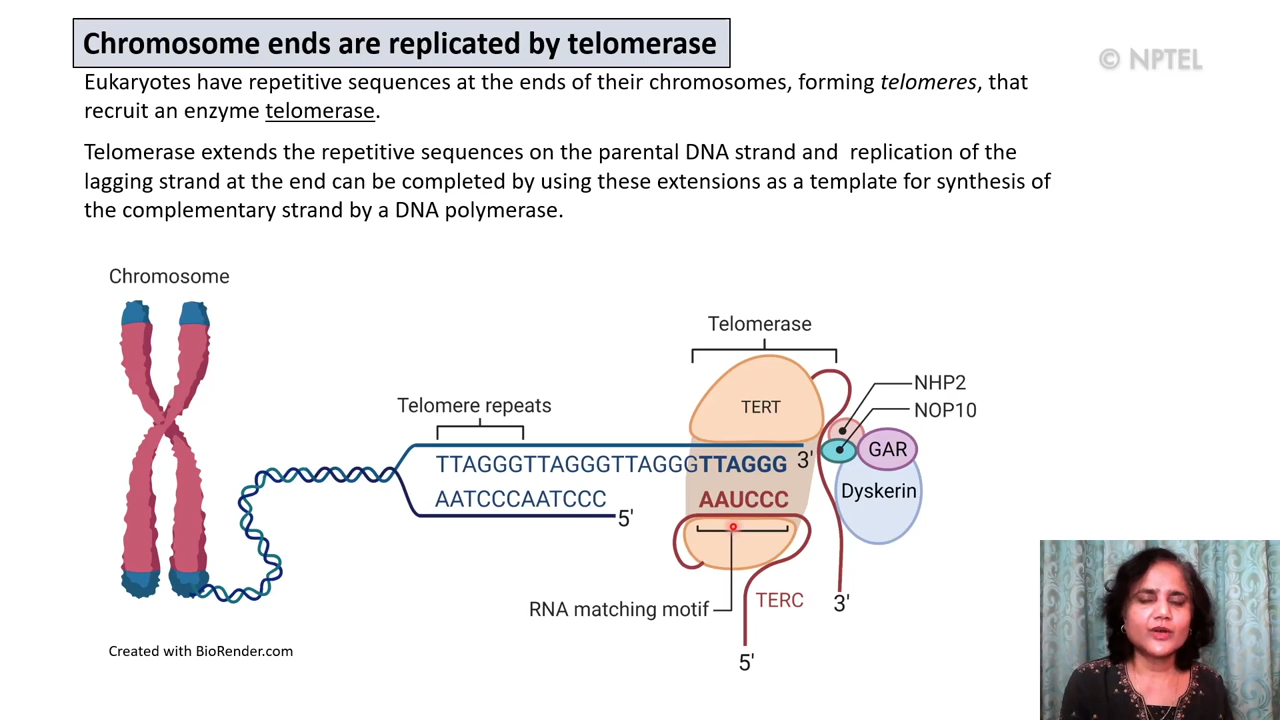 Chromosome ends are replicated by telomerase
© NPTEL
Eukaryotes have repetitive sequences at the ends of their chromosomes, forming telomeres, that
recruit an enzyme telomerase.
Telomerase extends the repetitive sequences on the parental DNA strand and  replication of the
lagging strand at the end can be completed by using these extensions as a template for synthesis of
the complementary strand by a DNA polymerase.
Chromosome
Telomerase
NHP2
NOP10
Telomere repeats
TERT
GAR
TTAGGGTTAGGGTTAGGGTTAGGG 3'
Dyskerin
AATCCCAATCCC
AAUCCC
5'
RNA matching motif
TERC
3'
5'
Created with BioRender.com